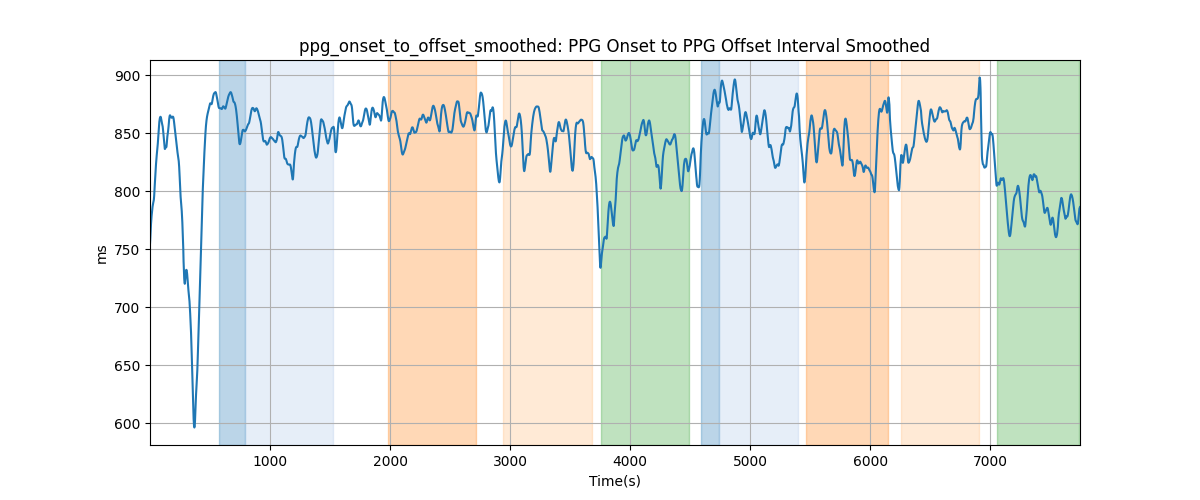 ppg_onset_to_offset_smoothed: PPG Onset to PPG Offset Interval Smoothed
900
850
800
750
700
650
600
ms
1000 2000 3000 4000 5000 6000 7000
Time(s)